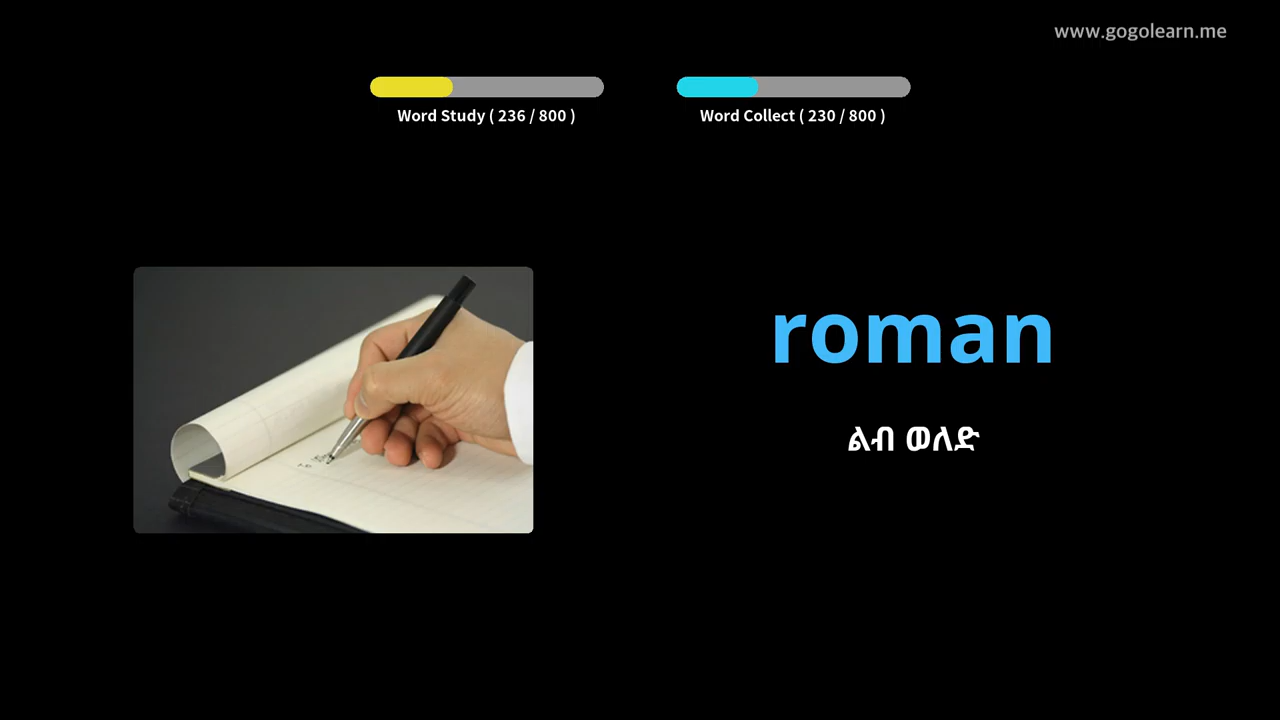 www.gogolearn.me
Word Study ( 236 / 800 )
Word Collect ( 230 / 800 )
roman
ልብ ወለድ